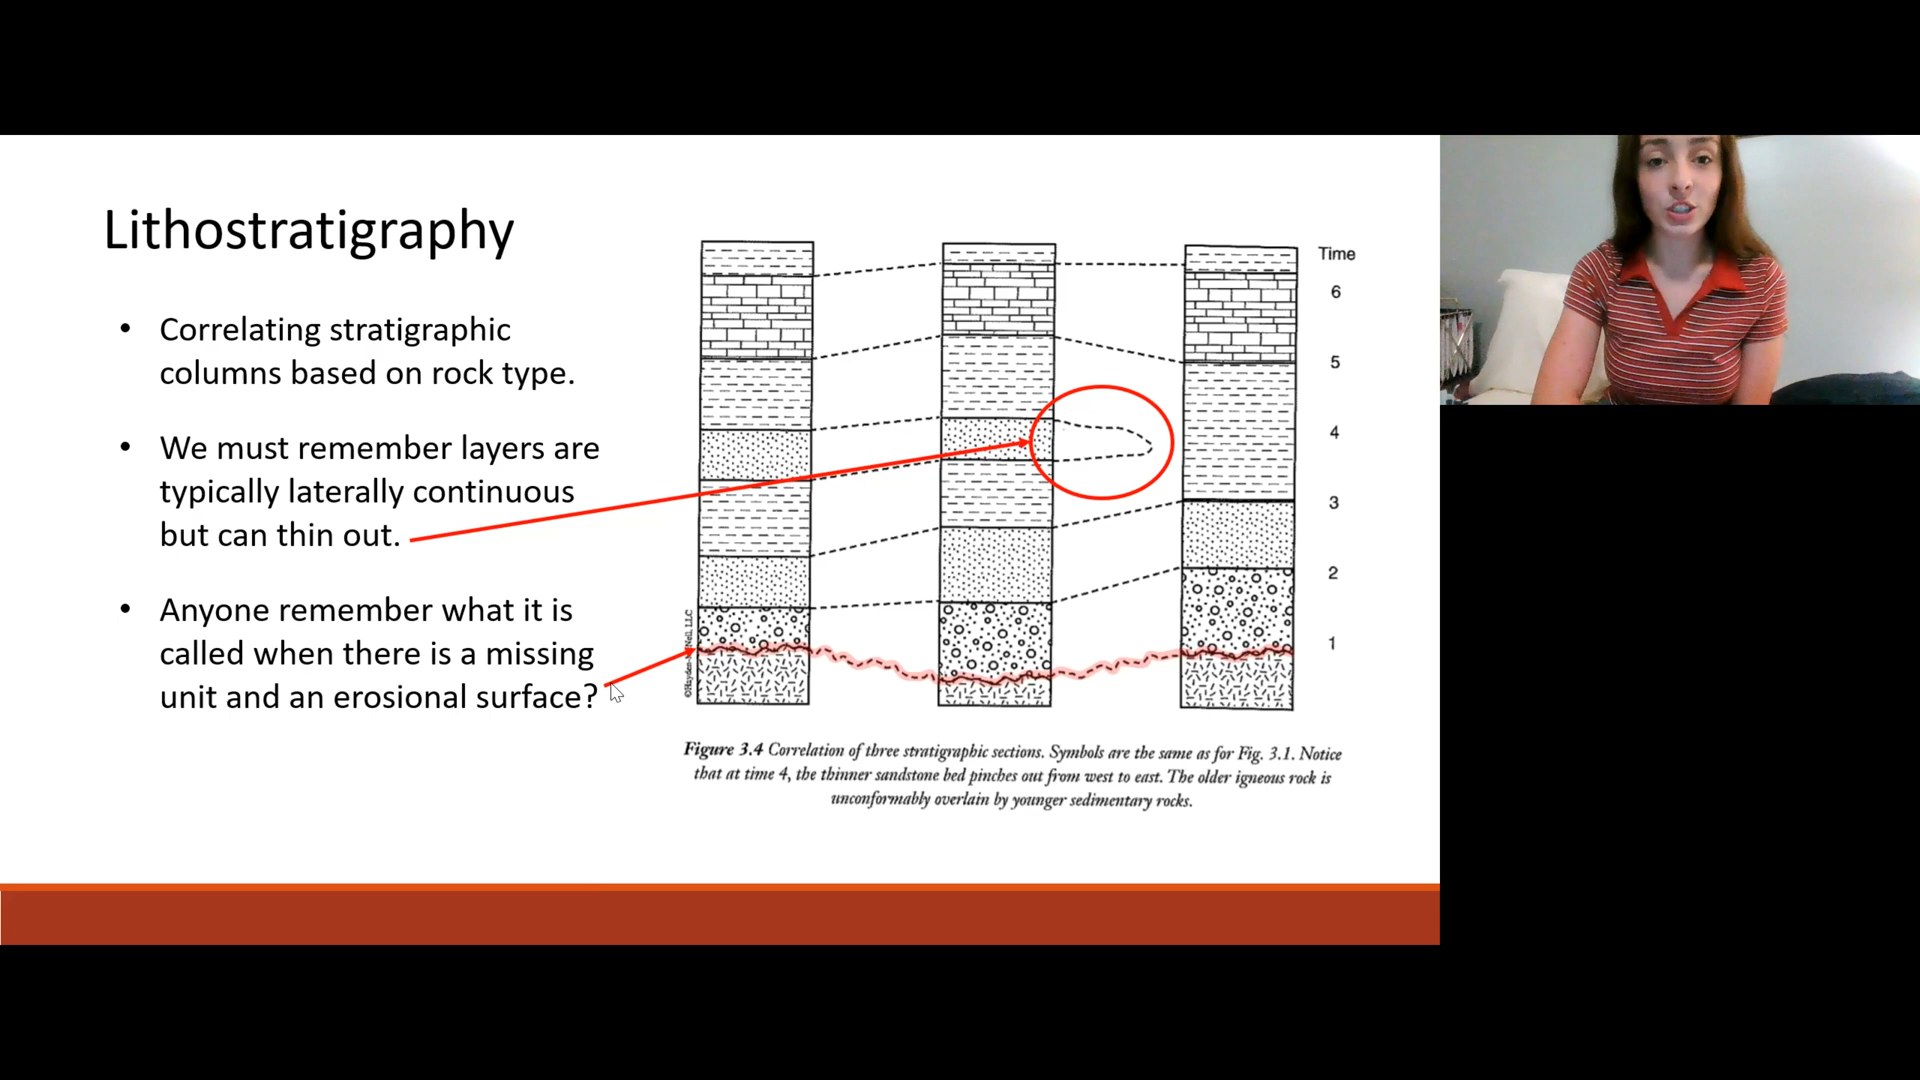 Lithostratigraphy
• Correlating stratigraphic
columns based on rock type.
• We must remember layers are
typically laterally continuous
but can thin out.
• Anyone remember what it is
called when there is a missing
unit and an erosional surface?
Time
6
5
4
3
2
1
Figure 3.4 Correlation of three stratigraphic sections. Symbols are the same as for Fig. 3.1. Notice
that at time 4, the thinner sandstone bed pinches out from west to east. The older igneous rock is
unconformably overlain by younger sedimentary rocks.